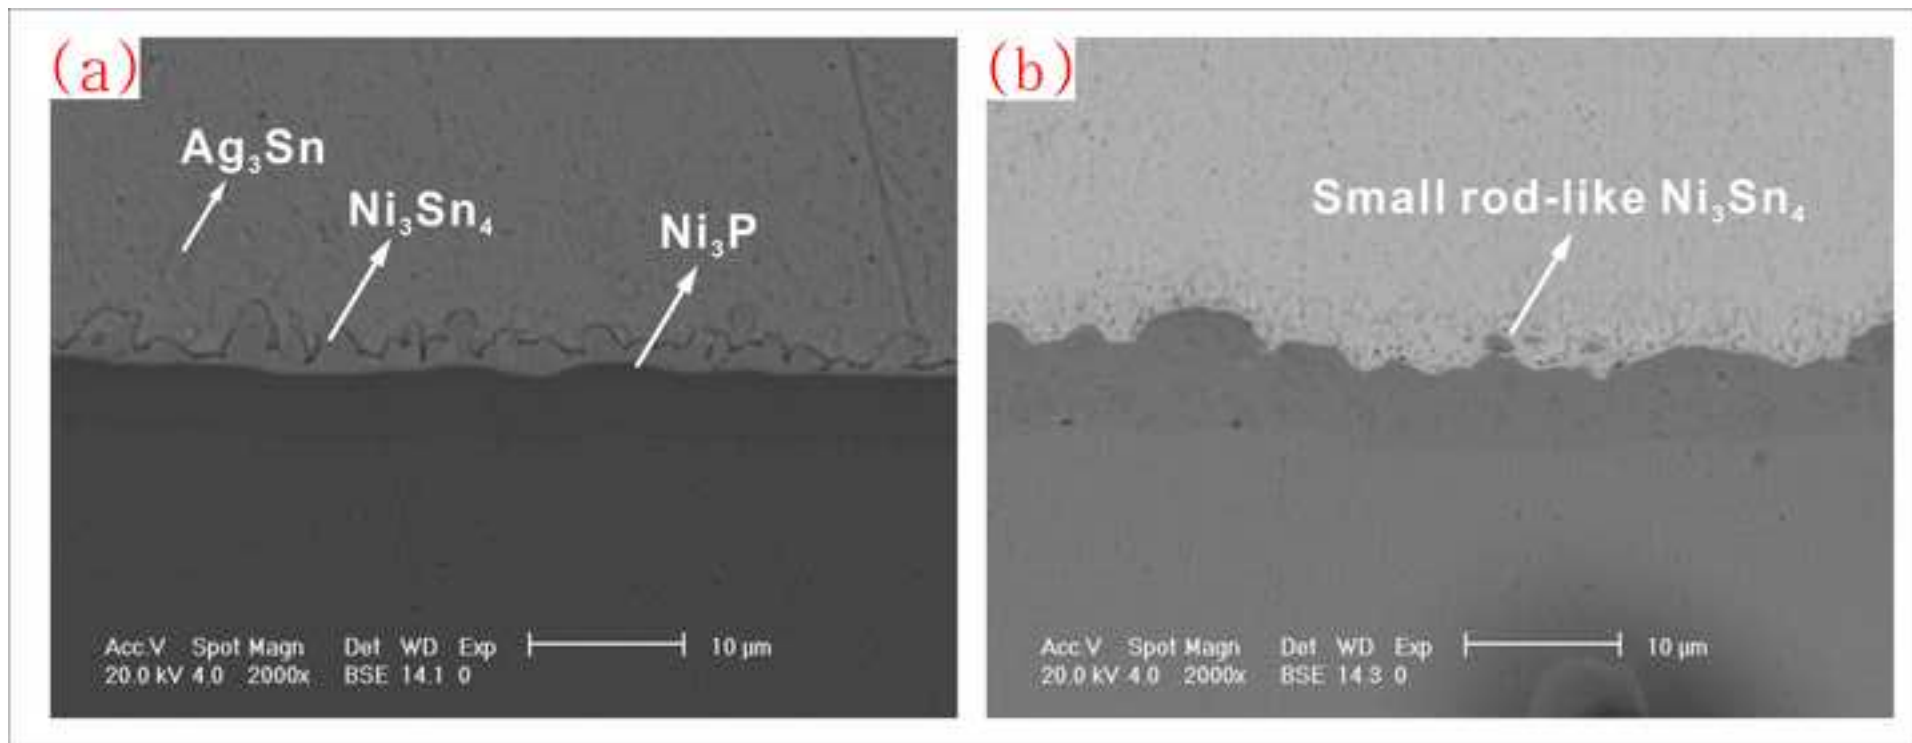 (a)
Ag₃Sn
Ni₃Sn₄
Ni₃P
Acc.V Spot Magn Det WD Exp 10 µm
20.0 kV 4.0 2000x BSE 14.1 0
(b)
Small rod-like Ni₃Sn₄
Acc.V Spot Magn Det WD Exp 10 µm
20.0 kV 4.0 2000x BSE 14.3 0